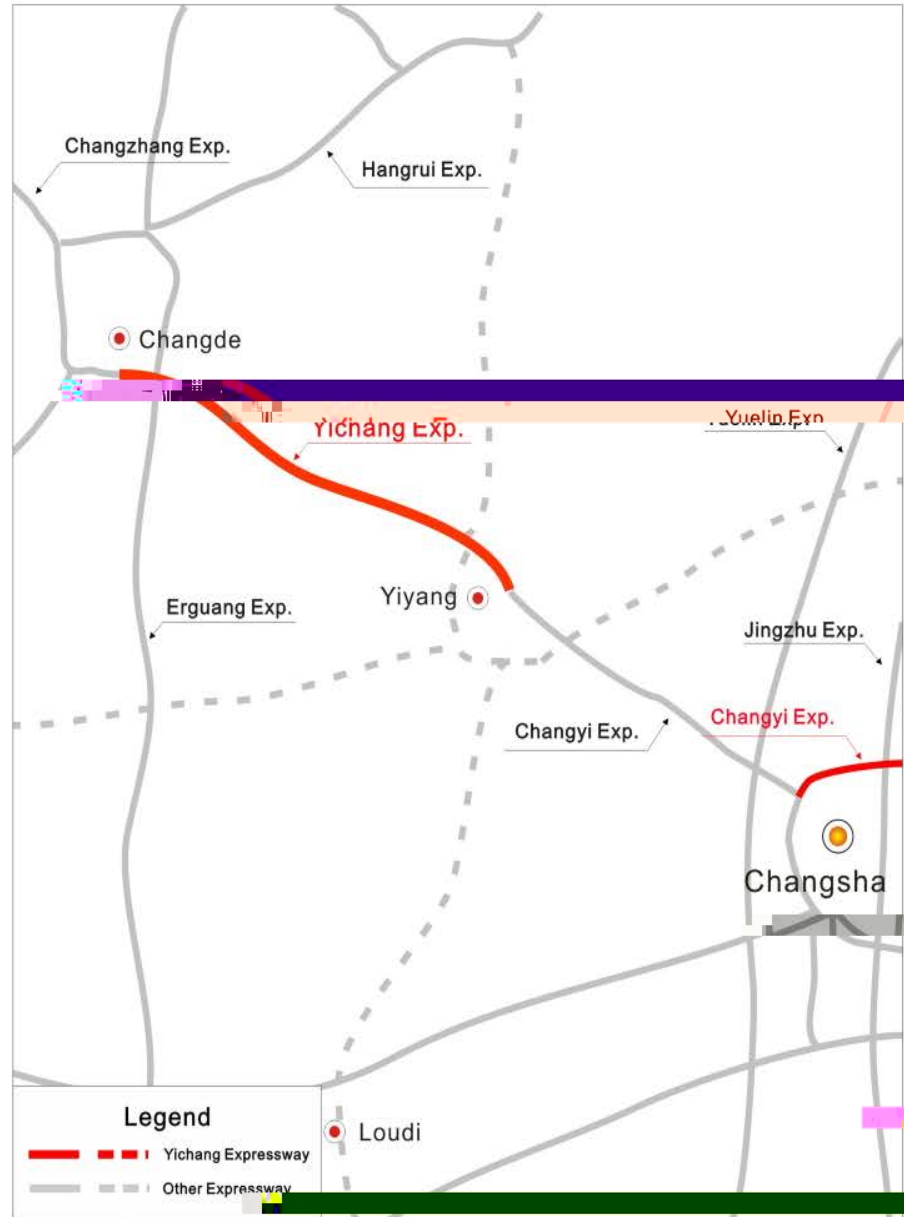 Changzhang Exp.
Hangrui Exp.
Changde
Yuelin Exp
Yichang Exp.
Yiyang
Erguang Exp.
Jingzhu Exp.
Changyi Exp.
Changyi Exp.
Changsha
Legend
Loudi
Yichang Expressway
Other Expressway